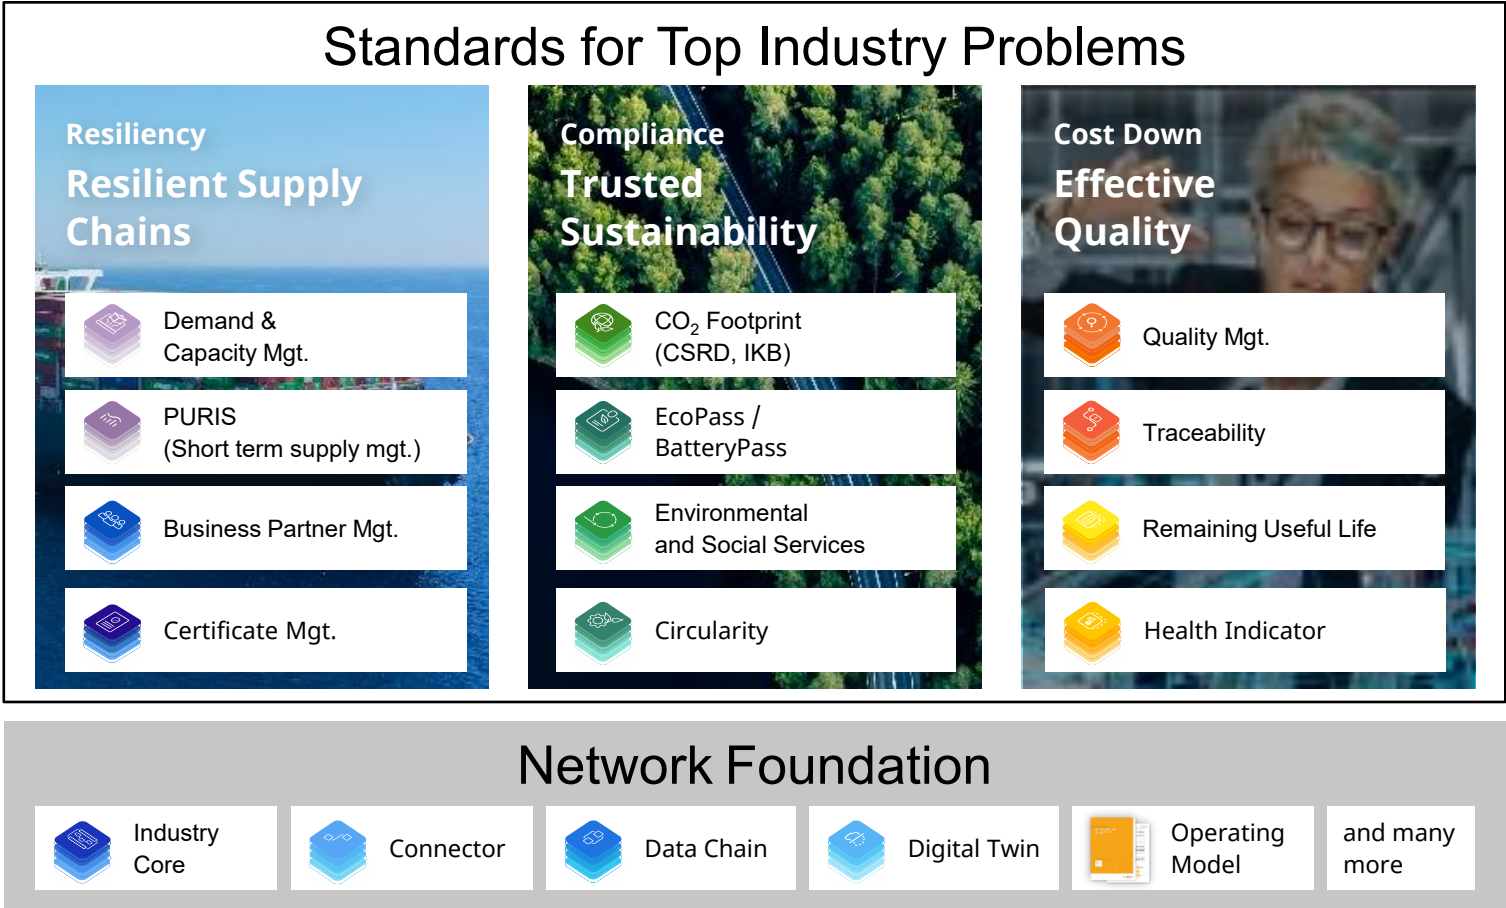 Standards for Top Industry Problems
Resiliency
Resilient Supply
Chains
Demand &
Capacity Mgt.
PURIS
(Short term supply mgt.)
Business Partner Mgt.
Certificate Mgt.
Compliance
Trusted
Sustainability
CO₂ Footprint
(CSRD, IKB)
EcoPass /
BatteryPass
Environmental
and Social Services
Circularity
Cost Down
Effective
Quality
Quality Mgt.
Traceability
Remaining Useful Life
Health Indicator
Network Foundation
Industry
Core
Connector
Data Chain
Digital Twin
Operating
Model
and many
more